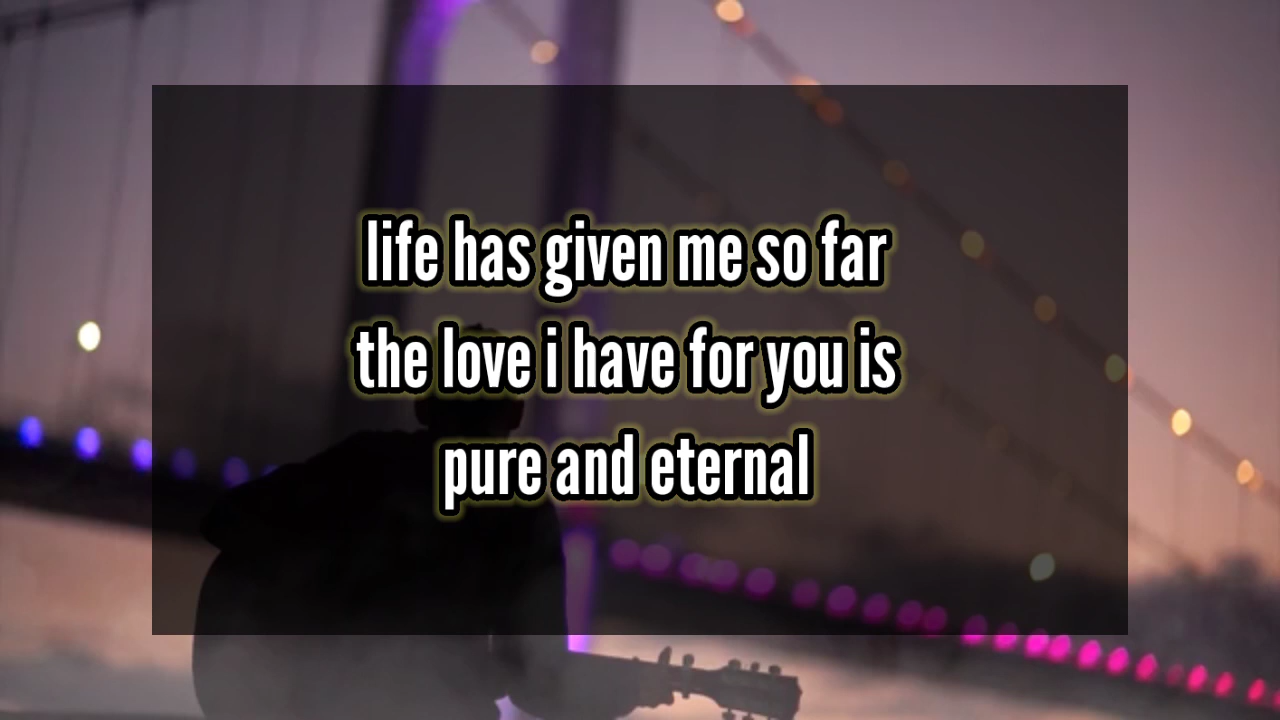 life has given me so far
the love i have for you is
pure and eternal